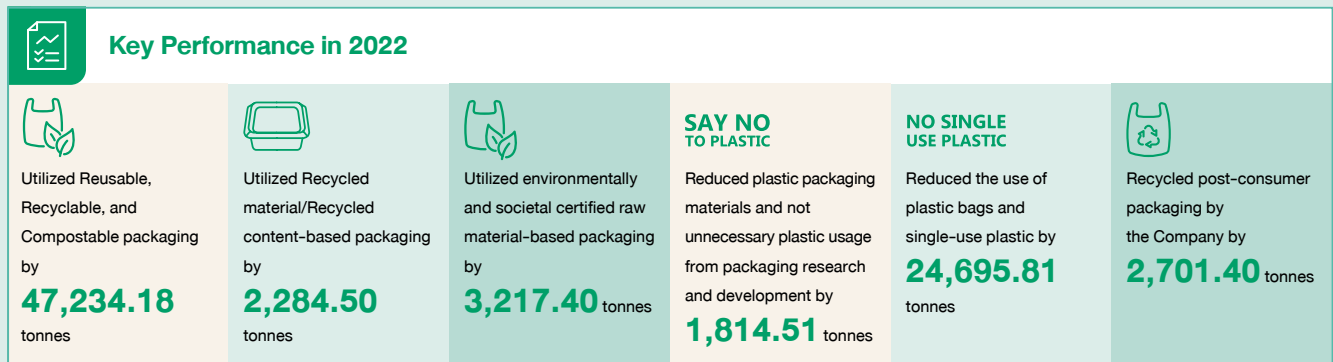 Key Performance in 2022
Utilized Reusable,
Recyclable, and
Compostable packaging
by
47,234.18
tonnes
Utilized Recycled
material/Recycled
content-based packaging
by
2,284.50
tonnes
Utilized environmentally
and societal certified raw
material-based packaging
by
3,217.40 tonnes
SAY NO
TO PLASTIC
Reduced plastic packaging
materials and not
unnecessary plastic usage
from packaging research
and development by
1,814.51 tonnes
NO SINGLE
USE PLASTIC
Reduced the use of
plastic bags and
single-use plastic by
24,695.81
tonnes
Recycled post-consumer
packaging by
the Company by
2,701.40 tonnes